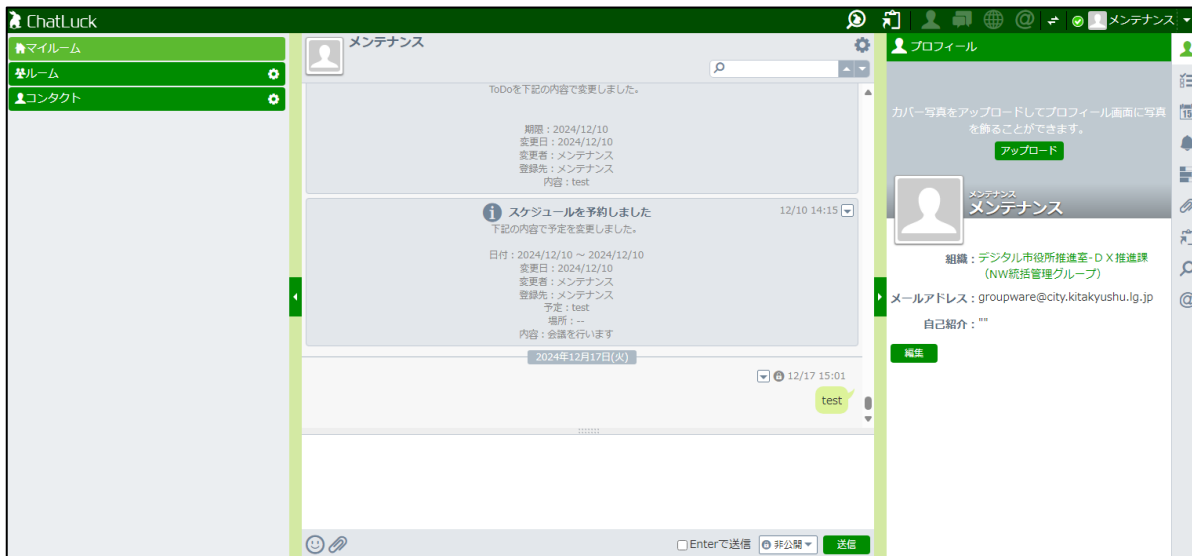 ChatLuck
メンテナンス
マイルーム
ルーム
コンタクト
メンテナンス
ToDoを下記の内容で変更しました。
期限：2024/12/10
変更日：2024/12/10
変更者：メンテナンス
登録先：メンテナンス
内容：test
スケジュールを予約しました
12/10 14:15
下記の内容で予定を変更しました。
日付：2024/12/10 ～ 2024/12/10
変更日：2024/12/10
変更者：メンテナンス
登録先：メンテナンス
予定：test
場所：--
内容：会議を行います
2024年12月17日(火)
12/17 15:01
test
Enterで送信
非公開
送信
プロフィール
カバー写真をアップロードしてプロフィール画面に写真
を飾ることができます。
アップロード
メンテナンス
メンテナンス
組織：デジタル市役所推進室-ＤＸ推進課
（NW統括管理グループ）
メールアドレス：groupware@city.kitakyushu.lg.jp
自己紹介：""
編集
15